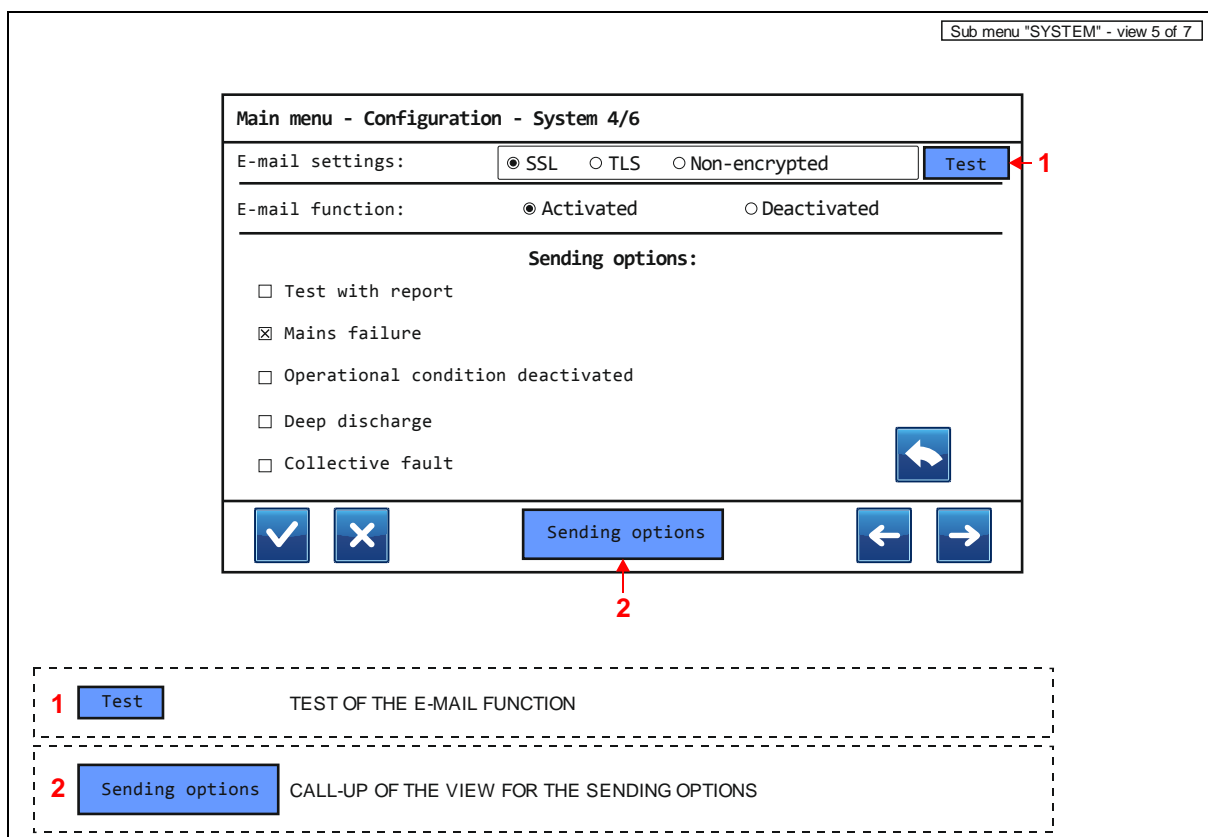 Sub menu "SYSTEM" - view 5 of 7
Main menu - Configuration - System 4/6
E-mail settings: SSL TLS Non-encrypted Test 1
E-mail function: Activated Deactivated
Sending options:
Test with report
Mains failure
Operational condition deactivated
Deep discharge
Collective fault
Sending options
2
1 Test TEST OF THE E-MAIL FUNCTION
2 Sending options CALL-UP OF THE VIEW FOR THE SENDING OPTIONS